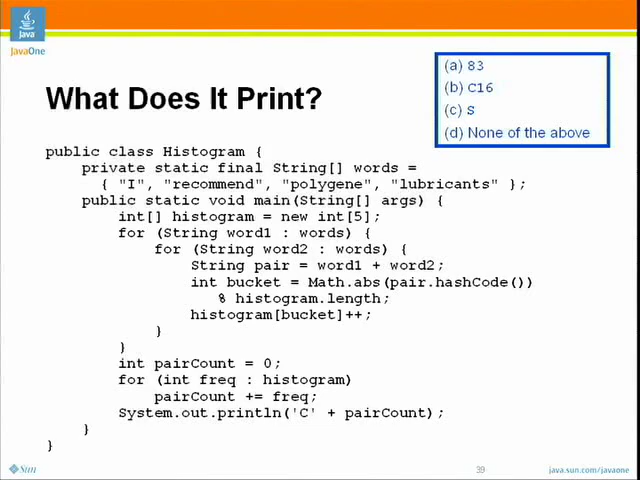 Java
JavaOne
(a) 83
(b) C16
(c) S
(d) None of the above
What Does It Print?
public class Histogram {
private static final String[] words =
{ "I", "recommend", "polygene", "lubricants" };
public static void main(String[] args) {
int[] histogram = new int[5];
for (String word1 : words) {
for (String word2 : words) {
String pair = word1 + word2;
int bucket = Math.abs(pair.hashCode())
% histogram.length;
histogram[bucket]++;
}
}
int pairCount = 0;
for (int freq : histogram)
pairCount += freq;
System.out.println('C' + pairCount);
}
}
Sun
39
java.sun.com/javaone